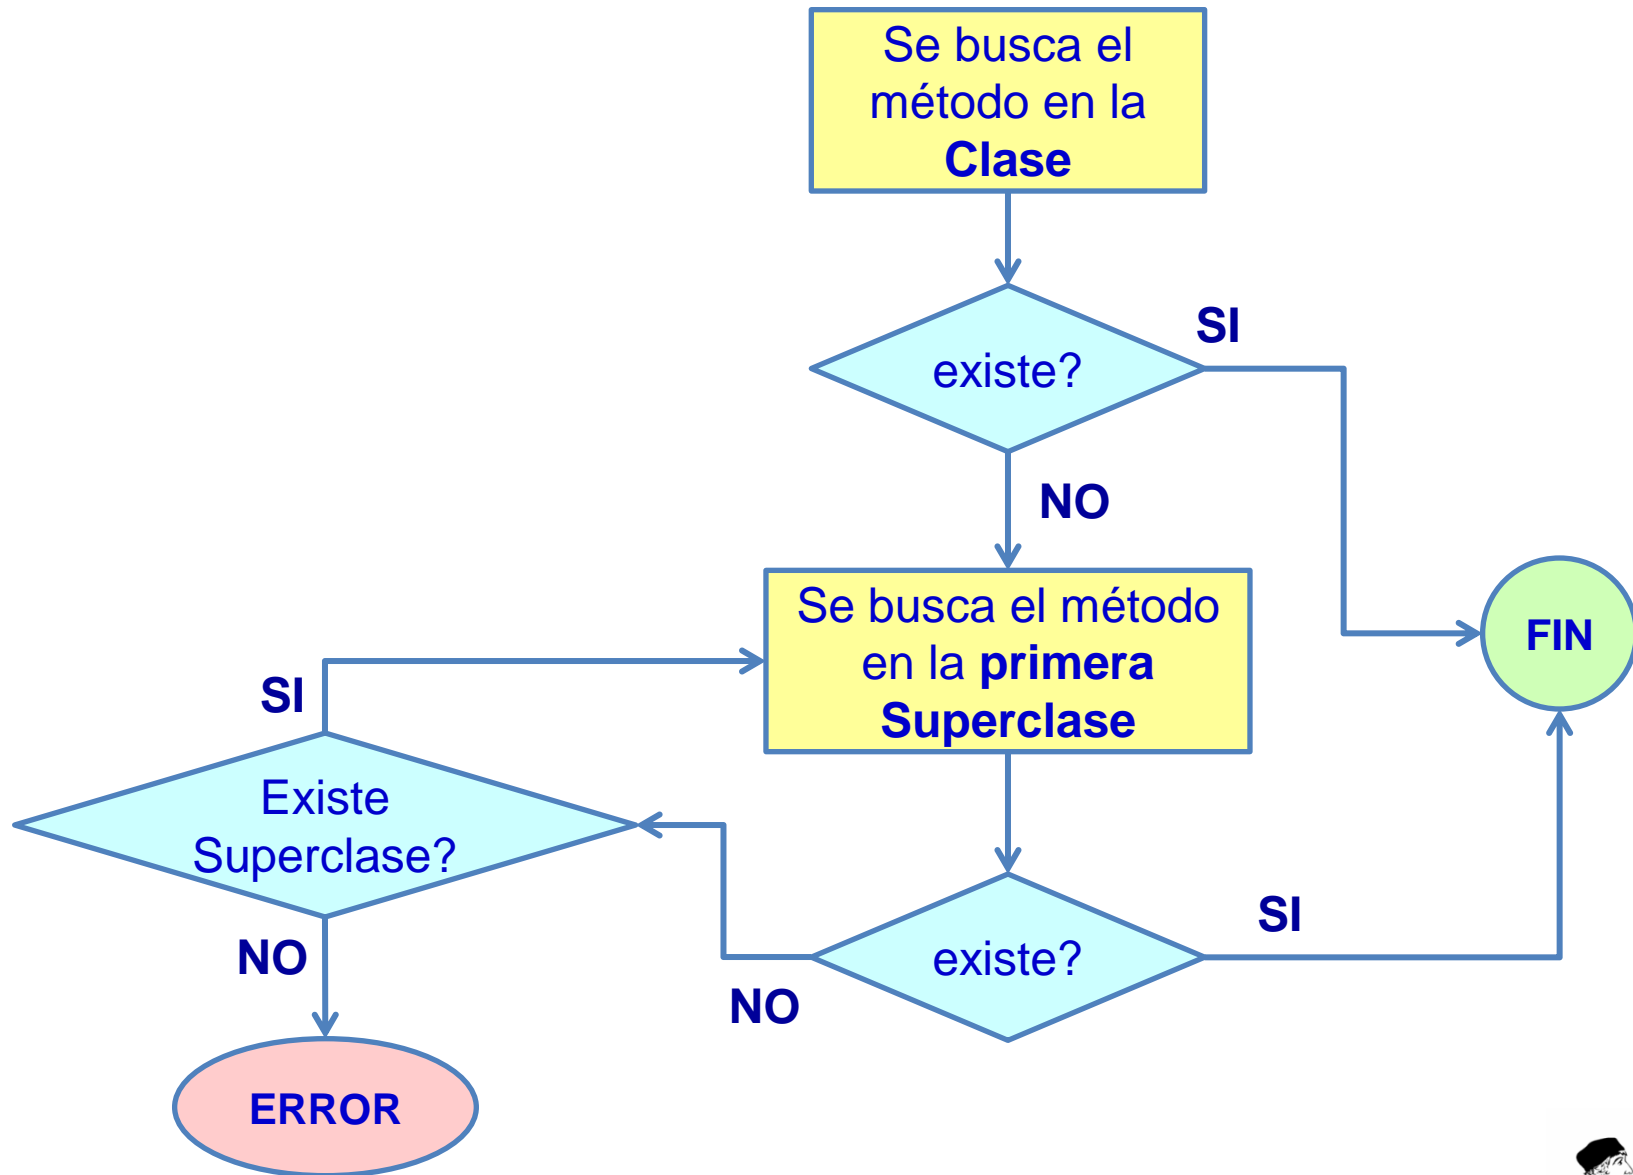 Se busca el
método en la
Clase
SI
existe?
NO
Se busca el método
en la primera
Superclase
FIN
SI
Existe
Superclase?
SI
existe?
NO
NO
ERROR